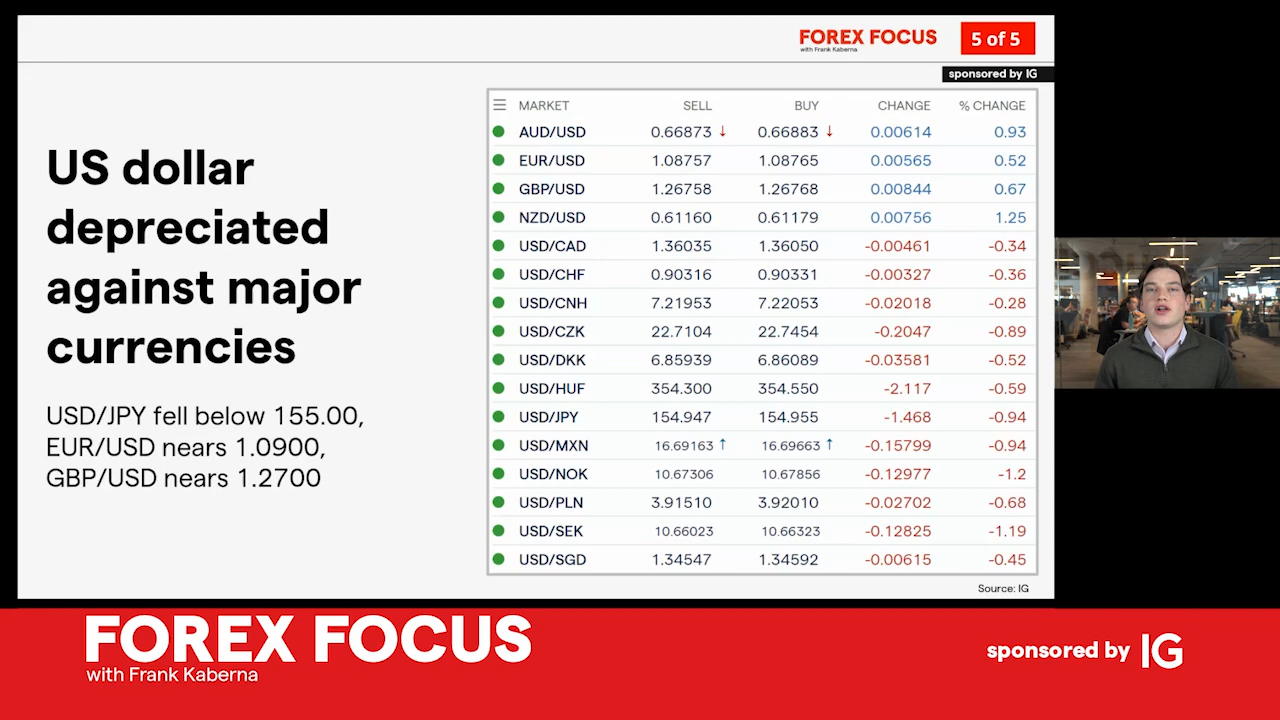 FOREX FOCUS
with Frank Kaberna
5 of 5
sponsored by IG
US dollar
depreciated
against major
currencies
USD/JPY fell below 155.00,
EUR/USD nears 1.0900,
GBP/USD nears 1.2700
MARKET SELL BUY CHANGE % CHANGE
AUD/USD 0.66873 ↓ 0.66883 ↓ 0.00614 0.93
EUR/USD 1.08757 1.08765 0.00565 0.52
GBP/USD 1.26758 1.26768 0.00844 0.67
NZD/USD 0.61160 0.61179 0.00756 1.25
USD/CAD 1.36035 1.36050 -0.00461 -0.34
USD/CHF 0.90316 0.90331 -0.00327 -0.36
USD/CNH 7.21953 7.22053 -0.02018 -0.28
USD/CZK 22.7104 22.7454 -0.2047 -0.89
USD/DKK 6.85939 6.86089 -0.03581 -0.52
USD/HUF 354.300 354.550 -2.117 -0.59
USD/JPY 154.947 154.955 -1.468 -0.94
USD/MXN 16.69163 ↑ 16.69663 ↑ -0.15799 -0.94
USD/NOK 10.67306 10.67856 -0.12977 -1.2
USD/PLN 3.91510 3.92010 -0.02702 -0.68
USD/SEK 10.66023 10.66323 -0.12825 -1.19
USD/SGD 1.34547 1.34592 -0.00615 -0.45
Source: IG
FOREX FOCUS
with Frank Kaberna
sponsored by IG